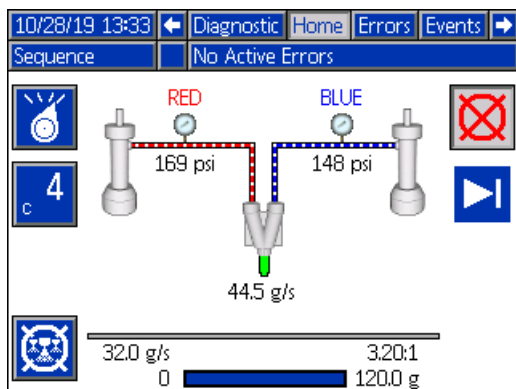 10/28/19 13:33 Diagnostic Home Errors Events
Sequence No Active Errors
RED BLUE
169 psi 148 psi
4
c
44.5 g/s
32.0 g/s 3.20:1
0 120.0 g